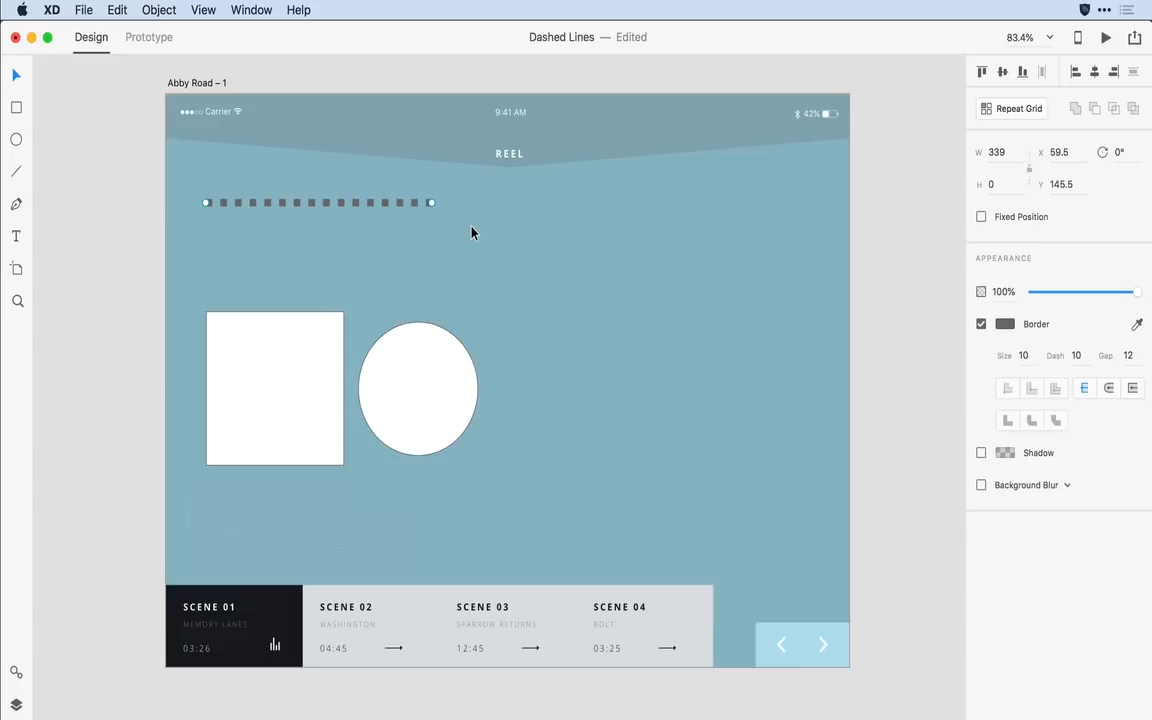 XD File Edit Object View Window Help
Design Prototype
Dashed Lines — Edited
83.4%
Abby Road – 1
Carrier
9:41 AM
42%
REEL
T
SCENE 01
MEMORY LANES
03:26
SCENE 02
WASHINGTON
04:45
SCENE 03
SPARROW RETURNS
12:45
SCENE 04
BOLT
03:25
Repeat Grid
W 339 X 59.5 0°
H 0 Y 145.5
Fixed Position
APPEARANCE
100%
Border
Size 10 Dash 10 Gap 12
Shadow
Background Blur